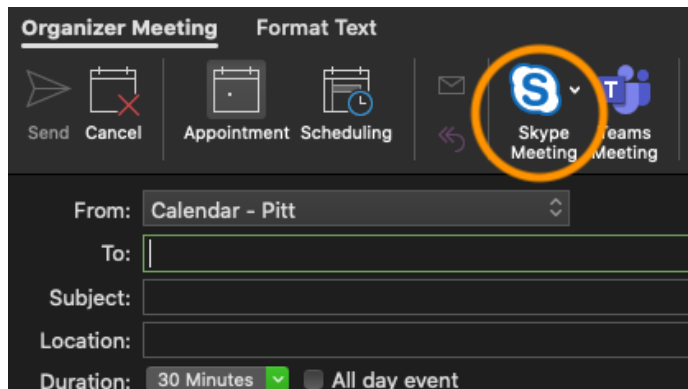 Organizer Meeting Format Text
Send Cancel Appointment Scheduling Skype Meeting Teams Meeting
From: Calendar - Pitt
To:
Subject:
Location:
Duration: 30 Minutes All day event